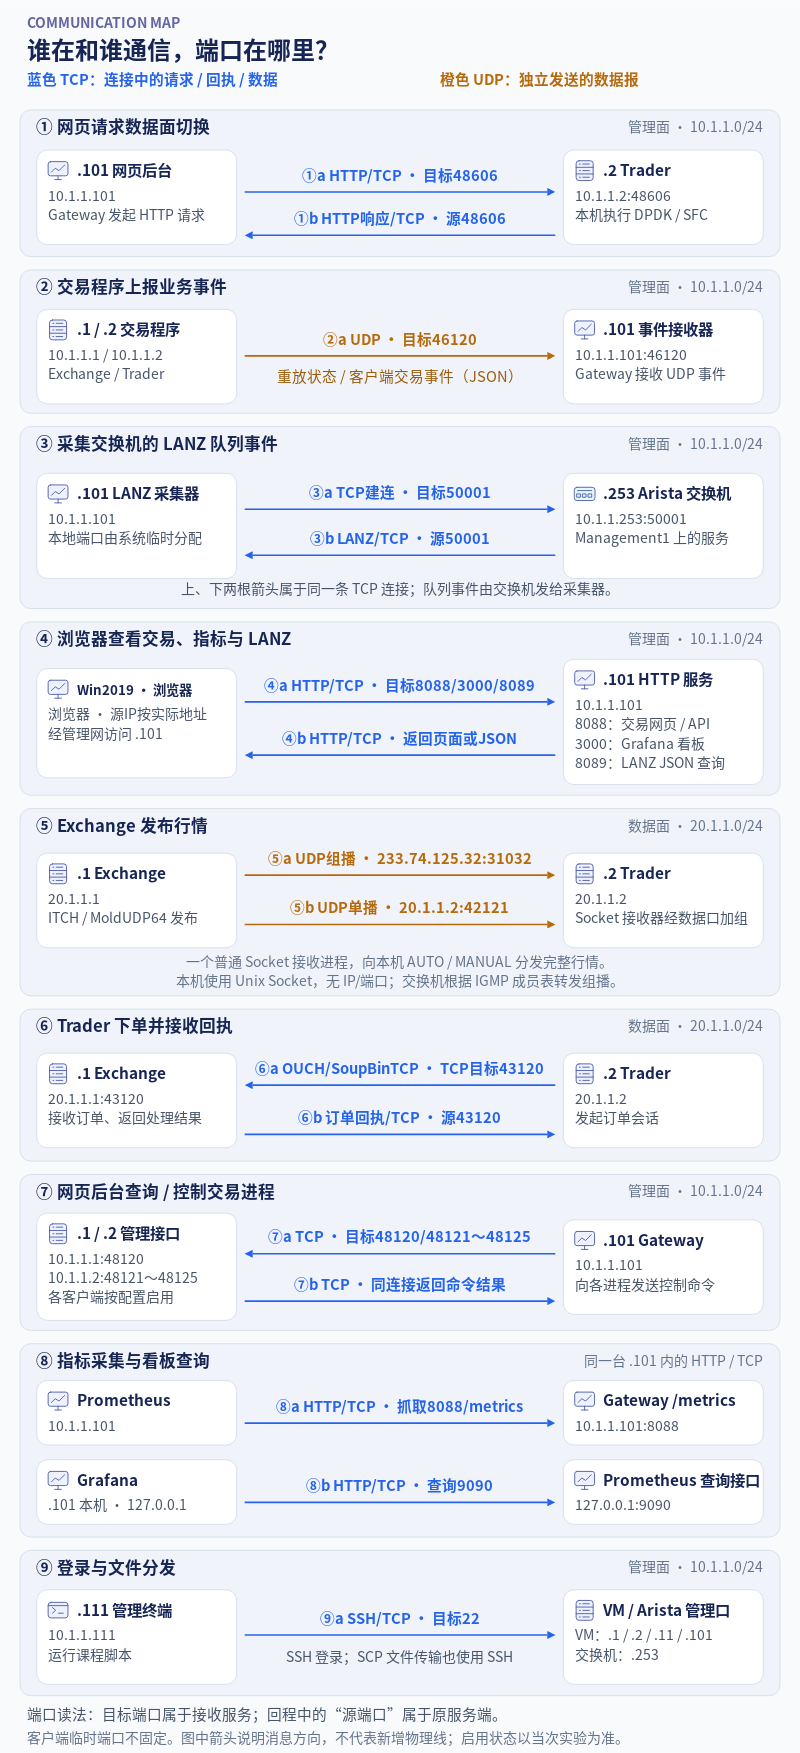 COMMUNICATION MAP
谁在和谁通信，端口在哪里?
蓝色 TCP：连接中的请求 / 回执 / 数据
橙色 UDP：独立发送的数据报
① 网页请求数据面切换
管理面 · 10.1.1.0/24
.101 网页后台
10.1.1.101
Gateway 发起 HTTP 请求
①a HTTP/TCP · 目标48606
①b HTTP响应/TCP · 源48606
.2 Trader
10.1.1.2:48606
本机执行 DPDK / SFC
② 交易程序上报业务事件
管理面 · 10.1.1.0/24
.1 / .2 交易程序
10.1.1.1 / 10.1.1.2
Exchange / Trader
②a UDP · 目标46120
重放状态 / 客户端交易事件（JSON）
.101 事件接收器
10.1.1.101:46120
Gateway 接收 UDP 事件
③ 采集交换机的 LANZ 队列事件
管理面 · 10.1.1.0/24
.101 LANZ 采集器
10.1.1.101
本地端口由系统临时分配
③a TCP建连 · 目标50001
③b LANZ/TCP · 源50001
.253 Arista 交换机
10.1.1.253:50001
Management1 上的服务
上、下两根箭头属于同一条 TCP 连接；队列事件由交换机发给采集器。
④ 浏览器查看交易、指标与 LANZ
管理面 · 10.1.1.0/24
Win2019 · 浏览器
浏览器 · 源IP按实际地址
经管理网访问 .101
④a HTTP/TCP · 目标8088/3000/8089
④b HTTP/TCP · 返回页面或JSON
.101 HTTP 服务
10.1.1.101
8088：交易网页 / API
3000：Grafana 看板
8089：LANZ JSON 查询
⑤ Exchange 发布行情
数据面 · 20.1.1.0/24
.1 Exchange
20.1.1.1
ITCH / MoldUDP64 发布
⑤a UDP组播 · 233.74.125.32:31032
⑤b UDP单播 · 20.1.1.2:42121
.2 Trader
20.1.1.2
Socket 接收器经数据口加组
一个普通 Socket 接收进程，向本机 AUTO / MANUAL 分发完整行情。
本机使用 Unix Socket，无 IP/端口；交换机根据 IGMP 成员表转发组播。
⑥ Trader 下单并接收回执
数据面 · 20.1.1.0/24
.1 Exchange
20.1.1.1:43120
接收订单、返回处理结果
⑥a OUCH/SoupBinTCP · TCP目标43120
⑥b 订单回执/TCP · 源43120
.2 Trader
20.1.1.2
发起订单会话
⑦ 网页后台查询 / 控制交易进程
管理面 · 10.1.1.0/24
.1 / .2 管理接口
10.1.1.1:48120
10.1.1.2:48121～48125
各客户端按配置启用
⑦a TCP · 目标48120/48121～48125
⑦b TCP · 同连接返回命令结果
.101 Gateway
10.1.1.101
向各进程发送控制命令
⑧ 指标采集与看板查询
同一台 .101 内的 HTTP / TCP
Prometheus
10.1.1.101
⑧a HTTP/TCP · 抓取8088/metrics
Gateway /metrics
10.1.1.101:8088
Grafana
.101 本机 · 127.0.0.1
⑧b HTTP/TCP · 查询9090
Prometheus 查询接口
127.0.0.1:9090
⑨ 登录与文件分发
管理面 · 10.1.1.0/24
.111 管理终端
10.1.1.111
运行课程脚本
⑨a SSH/TCP · 目标22
SSH 登录；SCP 文件传输也使用 SSH
VM / Arista 管理口
VM：.1 / .2 / .11 / .101
交换机：.253
端口读法：目标端口属于接收服务；回程中的“源端口”属于原服务端。
客户端临时端口不固定。图中箭头说明消息方向，不代表新增物理线；启用状态以当次实验为准。